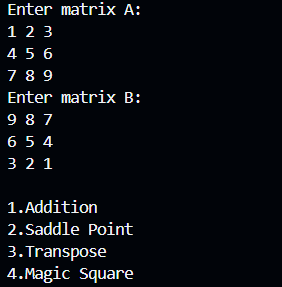 Enter matrix A:
1 2 3
4 5 6
7 8 9
Enter matrix B:
9 8 7
6 5 4
3 2 1

1.Addition
2.Saddle Point
3.Transpose
4.Magic Square